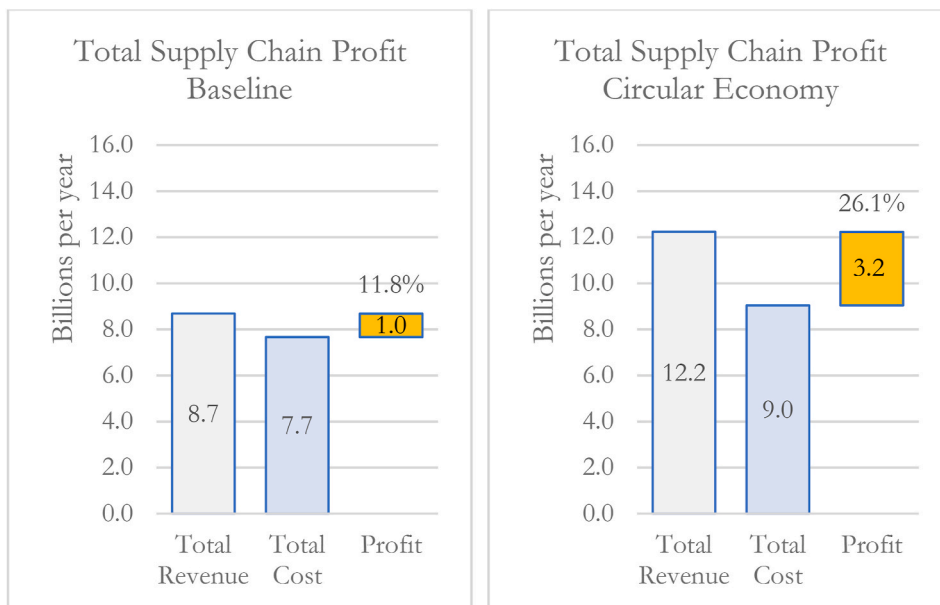 Total Supply Chain Profit
Baseline
Billions per year
16.0
14.0
12.0
10.0
8.0
6.0
4.0
2.0
0.0
11.8%
1.0
8.7
7.7
Total
Revenue
Total
Cost
Profit
Total Supply Chain Profit
Circular Economy
Billions per year
16.0
14.0
12.0
10.0
8.0
6.0
4.0
2.0
0.0
26.1%
3.2
12.2
9.0
Total
Revenue
Total
Cost
Profit